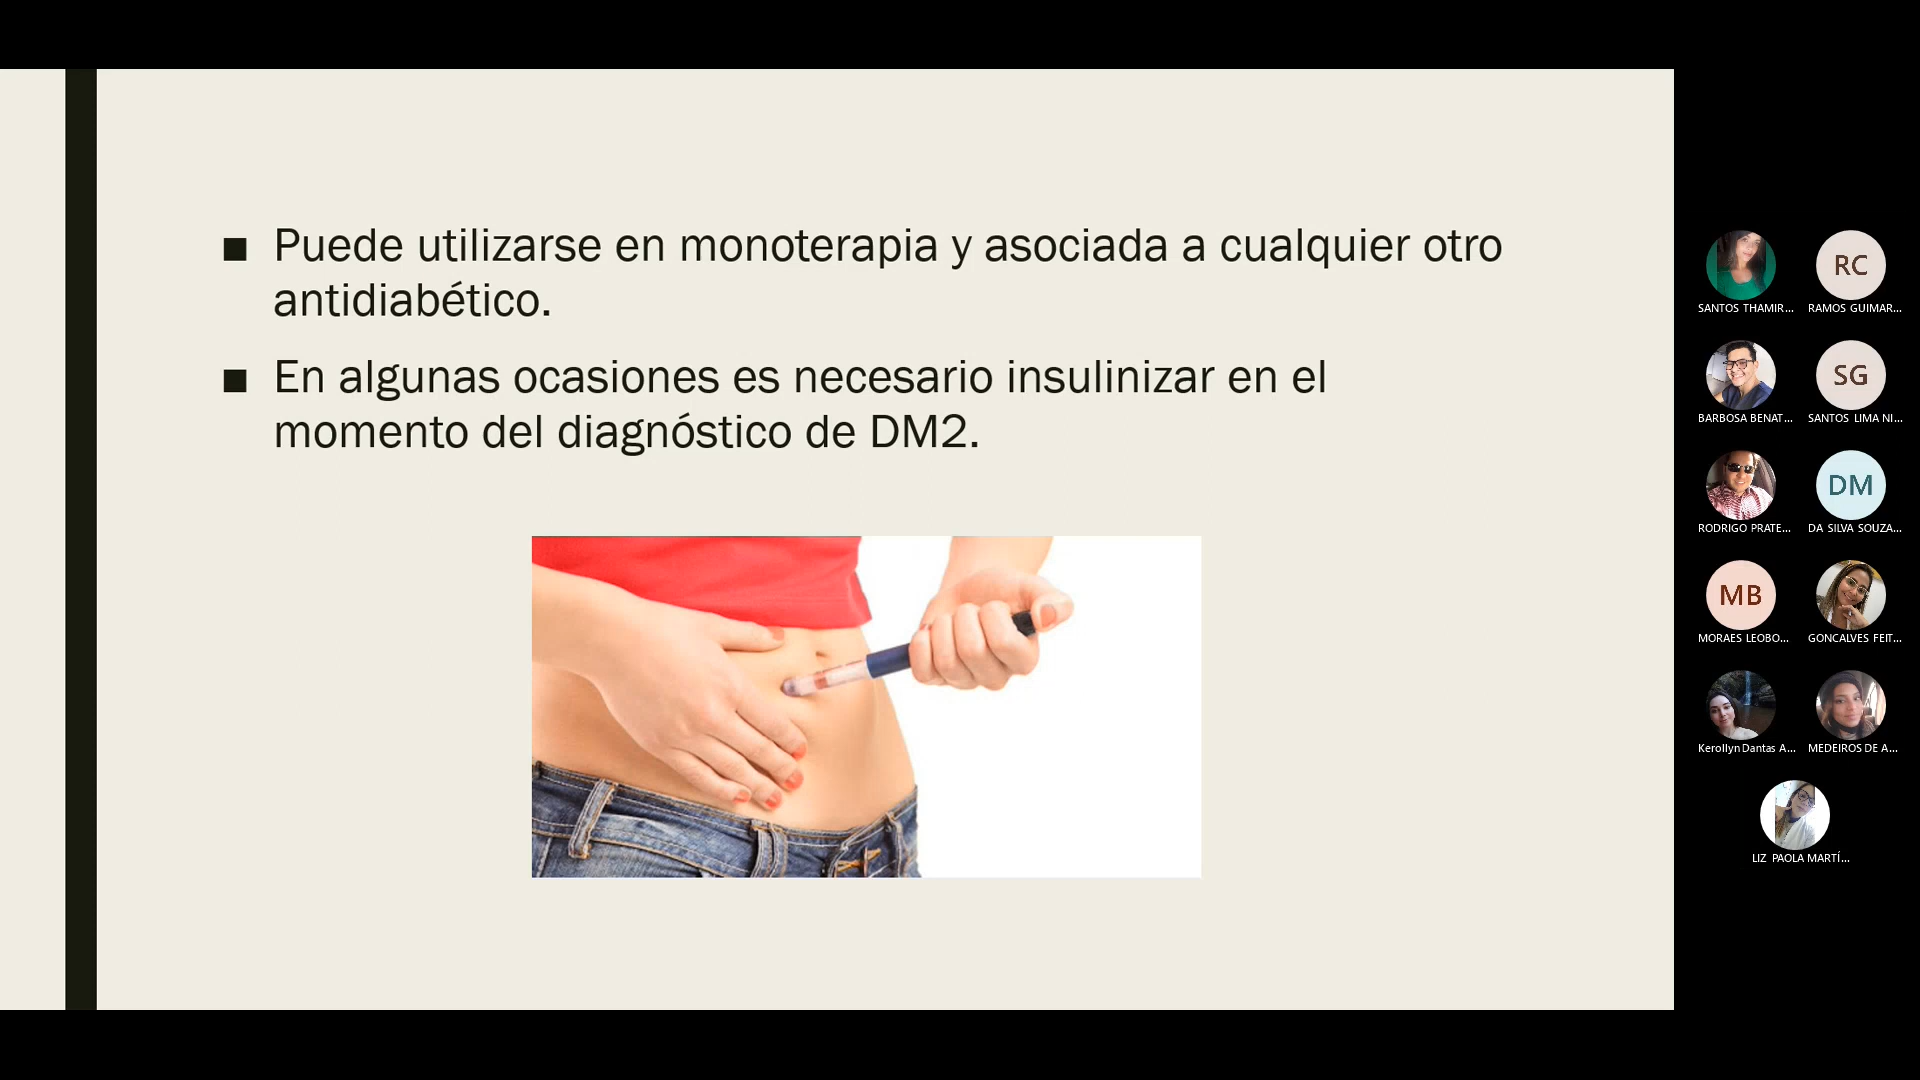 ■ Puede utilizarse en monoterapia y asociada a cualquier otro
antidiabético.
■ En algunas ocasiones es necesario insulinizar en el
momento del diagnóstico de DM2.
RC
SANTOS THAMIR... RAMOS GUIMAR...
SG
BARBOSA BENAT... SANTOS LIMA NI...
DM
RODRIGO PRATE... DA SILVA SOUZA...
MB
MORAES LEOBO... GONCALVES FEIT...
Kerollyn Dantas A... MEDEIROS DE A...
LIZ PAOLA MARTÍ...